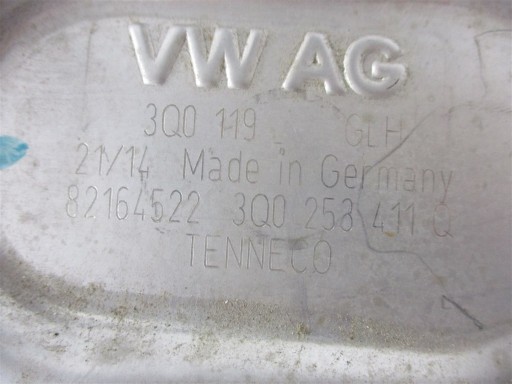 VW AG
3Q0 119 GLH
21/14 Made in Germany
82164522 3Q0 253 411 Q
TENNECO